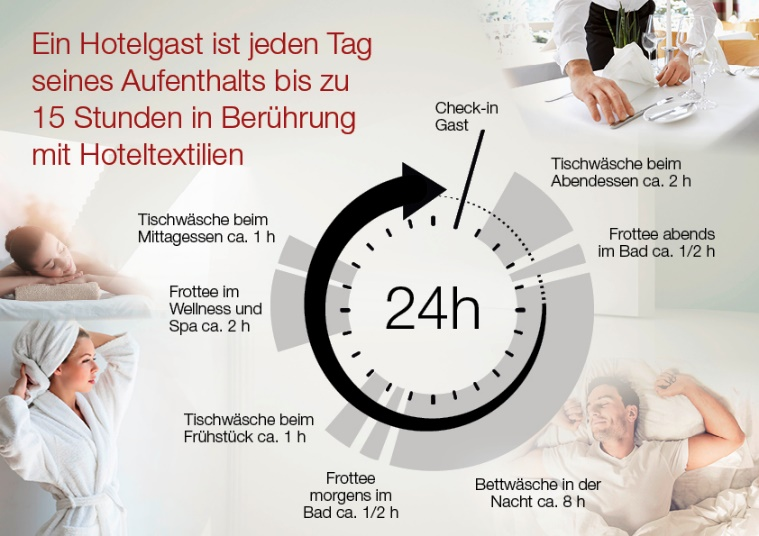 Ein Hotelgast ist jeden Tag
seines Aufenthalts bis zu
15 Stunden in Berührung
mit Hoteltextilien
Check-in
Gast
Tischwäsche beim
Abendessen ca. 2 h
Frottee abends
im Bad ca. 1/2 h
Bettwäsche in der
Nacht ca. 8 h
Frottee
morgens im
Bad ca. 1/2 h
Tischwäsche beim
Frühstück ca. 1 h
Frottee im
Wellness und
Spa ca. 2 h
Tischwäsche beim
Mittagessen ca. 1 h
24h